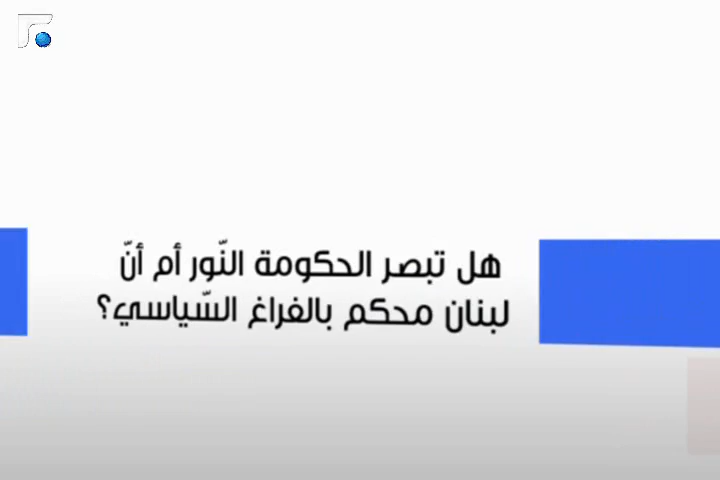 هل تبصر الحكومة النّور أم أنّ
لبنان محكم بالفراغ السّياسي؟